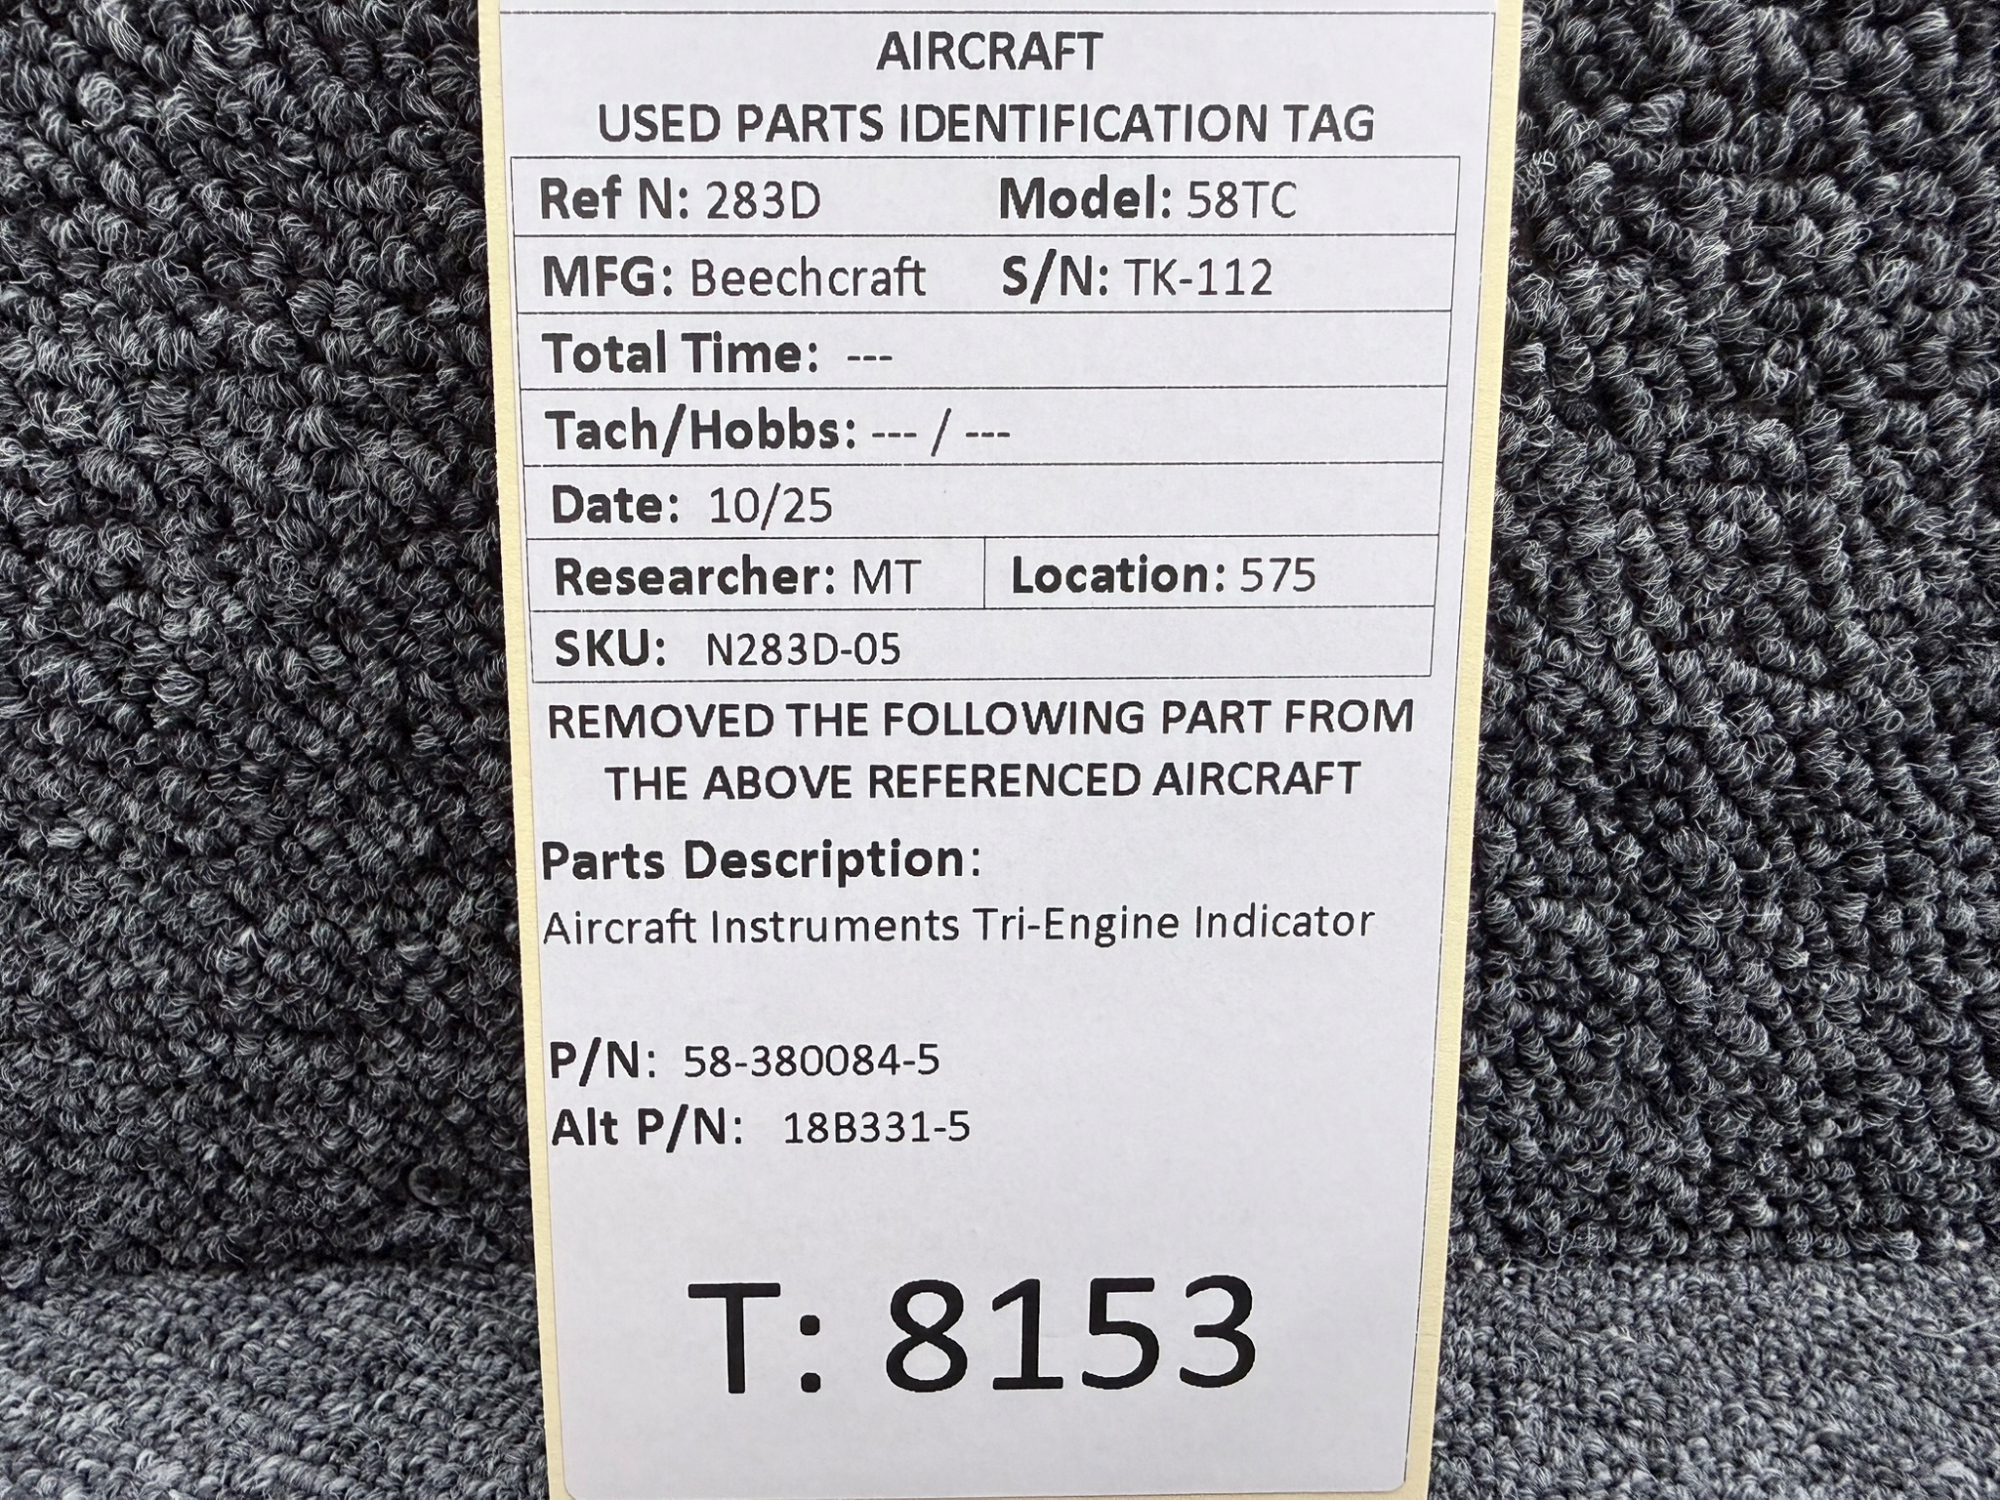 AIRCRAFT
USED PARTS IDENTIFICATION TAG
Ref N: 283D Model: 58TC
MFG: Beechcraft S/N: TK-112
Total Time: ---
Tach/Hobbs: --- / ---
Date: 10/25
Researcher: MT Location: 575
SKU: N283D-05
REMOVED THE FOLLOWING PART FROM
THE ABOVE REFERENCED AIRCRAFT
Parts Description:
Aircraft Instruments Tri-Engine Indicator
P/N: 58-380084-5
Alt P/N: 18B331-5
T: 8153